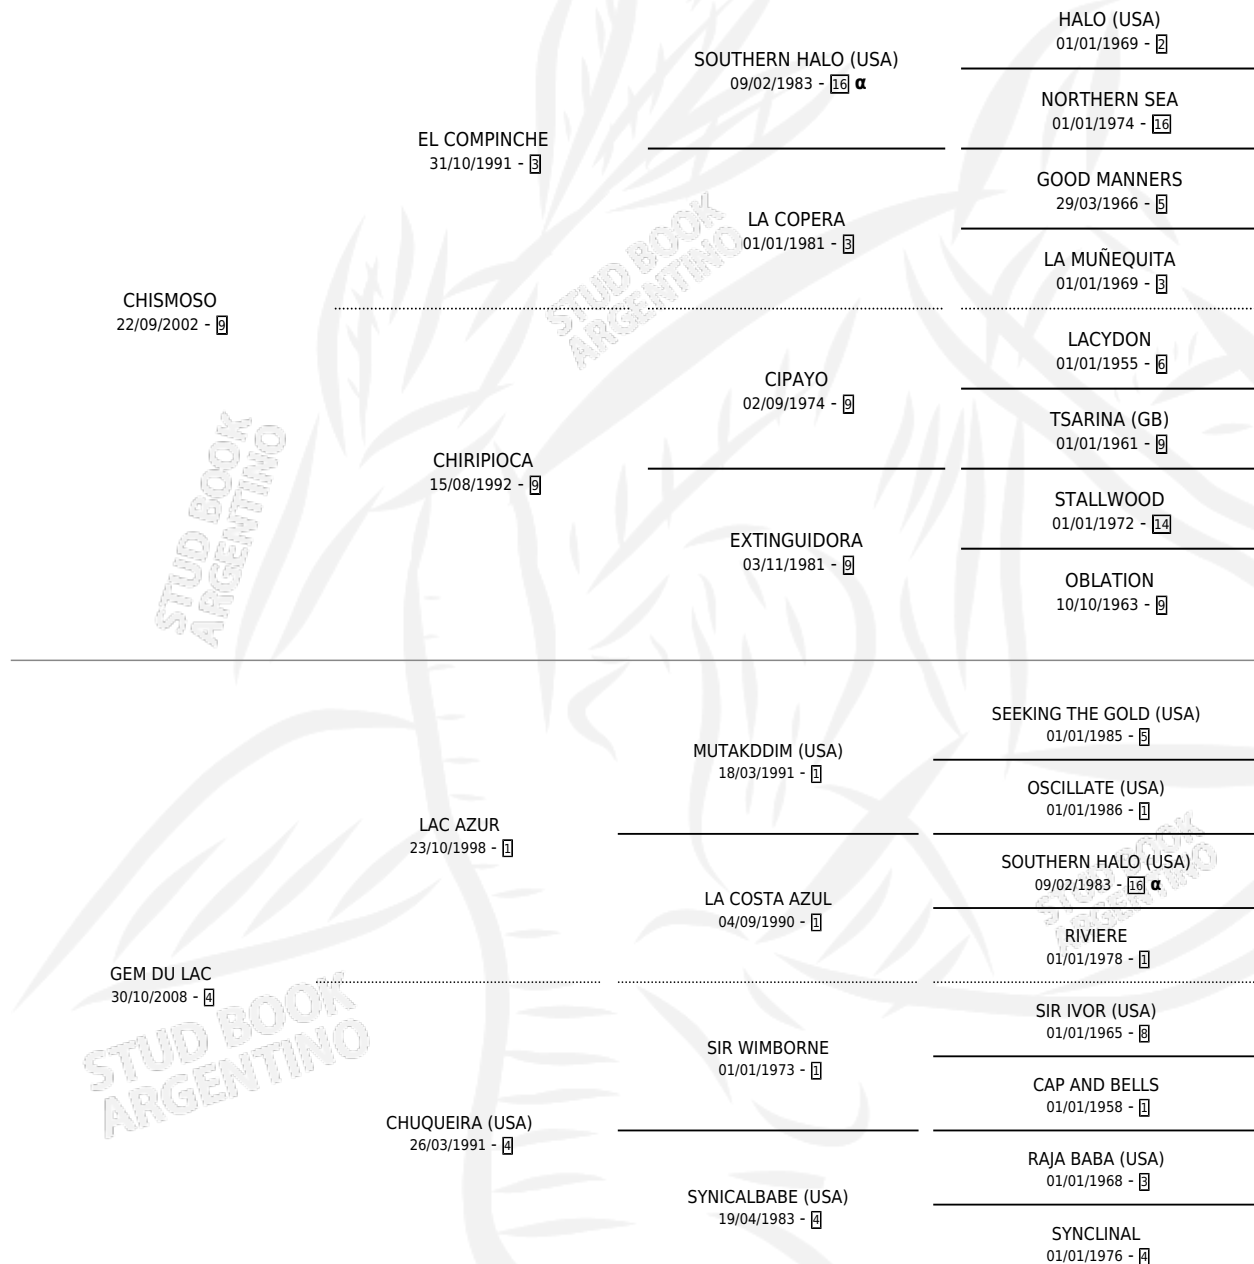 HALO (USA)
01/01/1969 - 2
SOUTHERN HALO (USA)
09/02/1983 - 16 α
NORTHERN SEA
01/01/1974 - 16
EL COMPINCHE
31/10/1991 - 3
GOOD MANNERS
29/03/1966 - 5
LA COPERA
01/01/1981 - 3
LA MUÑEQUITA
01/01/1969 - 3
CHISMOSO
22/09/2002 - 9
LACYDON
01/01/1955 - 6
CIPAYO
02/09/1974 - 9
TSARINA (GB)
01/01/1961 - 9
CHIRIPIOCA
15/08/1992 - 9
STALLWOOD
01/01/1972 - 14
EXTINGUIDORA
03/11/1981 - 9
OBLATION
10/10/1963 - 9
SEEKING THE GOLD (USA)
01/01/1985 - 5
MUTAKDDIM (USA)
18/03/1991 - 1
OSCILLATE (USA)
01/01/1986 - 1
LAC AZUR
23/10/1998 - 1
SOUTHERN HALO (USA)
09/02/1983 - 16 α
LA COSTA AZUL
04/09/1990 - 1
RIVIERE
01/01/1978 - 1
GEM DU LAC
30/10/2008 - 4
SIR IVOR (USA)
01/01/1965 - 8
SIR WIMBORNE
01/01/1973 - 1
CAP AND BELLS
01/01/1958 - 1
CHUQUEIRA (USA)
26/03/1991 - 4
RAJA BABA (USA)
01/01/1968 - 3
SYNICALBABE (USA)
19/04/1983 - 4
SYNCLINAL
01/01/1976 - 4
STUD BOOK
ARGENTINO
STUD BOOK
ARGENTINO
STUD BOOK
ARGENTINO
STUD BOOK
ARGENTINO